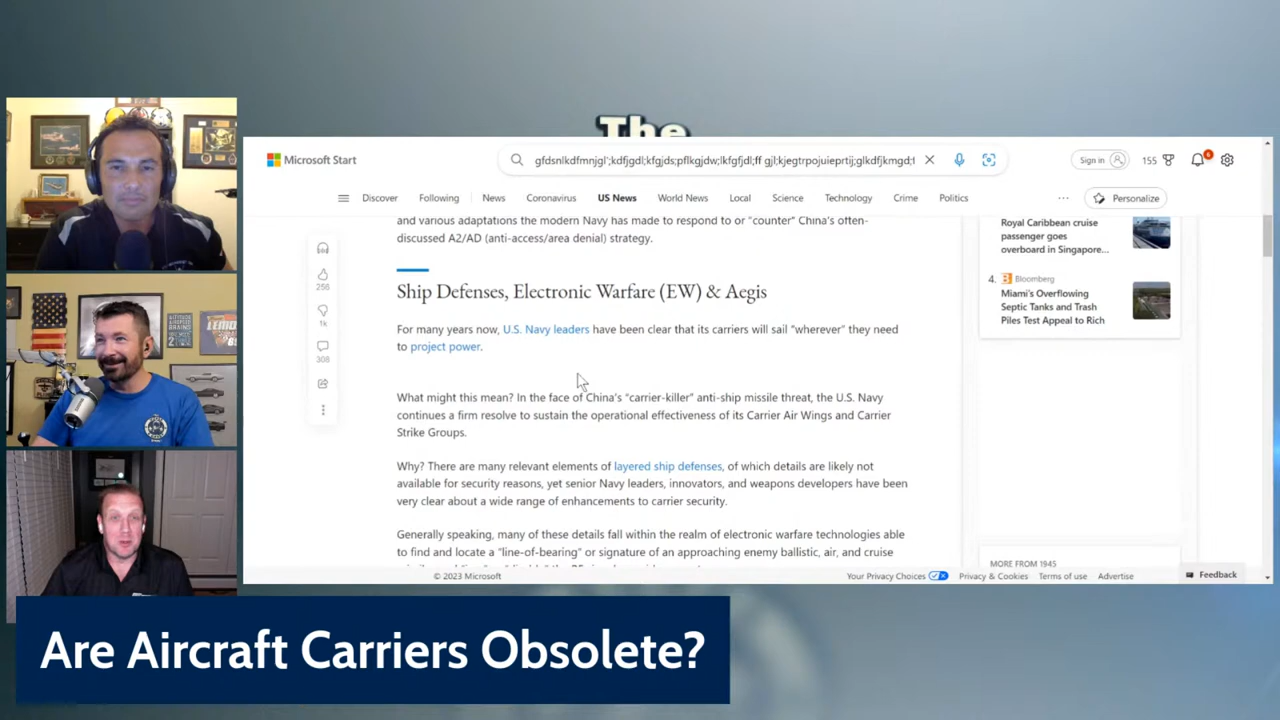 The
Microsoft Start
gfdsnlkdfmnjgl';kdfjgdl;kfgjds;pflkgjdw;lkfgfjdl;ff gjl;kjegtrpojuieprtij;glkdfjkmgd;f
Sign in
155
6
Discover
Following
News
Coronavirus
US News
World News
Local
Science
Technology
Crime
Politics
Personalize
and various adaptations the modern Navy has made to respond to or "counter" China's often-
discussed A2/AD (anti-access/area denial) strategy.
Ship Defenses, Electronic Warfare (EW) & Aegis
For many years now, U.S. Navy leaders have been clear that its carriers will sail "wherever" they need
to project power.
What might this mean? In the face of China's "carrier-killer" anti-ship missile threat, the U.S. Navy
continues a firm resolve to sustain the operational effectiveness of its Carrier Air Wings and Carrier
Strike Groups.
Why? There are many relevant elements of layered ship defenses, of which details are likely not
available for security reasons, yet senior Navy leaders, innovators, and weapons developers have been
very clear about a wide range of enhancements to carrier security.
Generally speaking, many of these details fall within the realm of electronic warfare technologies able
to find and locate a "line-of-bearing" or signature of an approaching enemy ballistic, air, and cruise
256
1k
308
Royal Caribbean cruise
passenger goes
overboard in Singapore...
4. B Bloomberg
Miami's Overflowing
Septic Tanks and Trash
Piles Test Appeal to Rich
MORE FROM 1945
© 2023 Microsoft
Your Privacy Choices
Privacy & Cookies
Terms of use
Advertise
Feedback
Are Aircraft Carriers Obsolete?